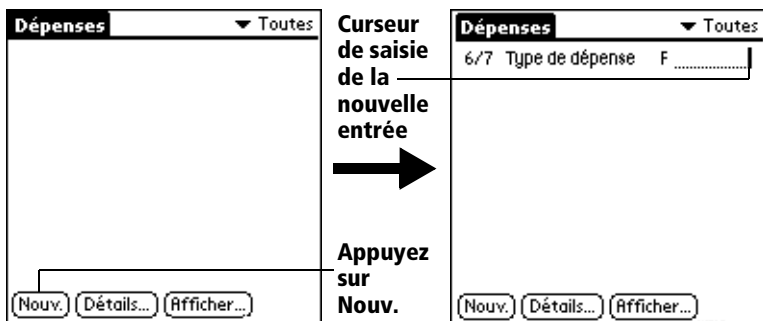 Dépenses
Toutes
Nouv.
Détails...
Afficher...
Curseur
de saisie
de la
nouvelle
entrée
Appuyez
sur
Nouv.
Dépenses
Toutes
6/7 Type de dépense F
Nouv.
Détails...
Afficher...